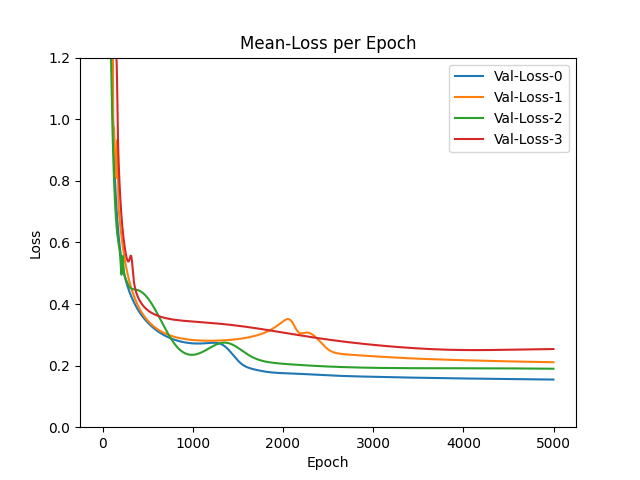 Mean-Loss per Epoch
Loss
1.2
1.0
0.8
0.6
0.4
0.2
0.0
Val-Loss-0
Val-Loss-1
Val-Loss-2
Val-Loss-3
0 1000 2000 3000 4000 5000
Epoch